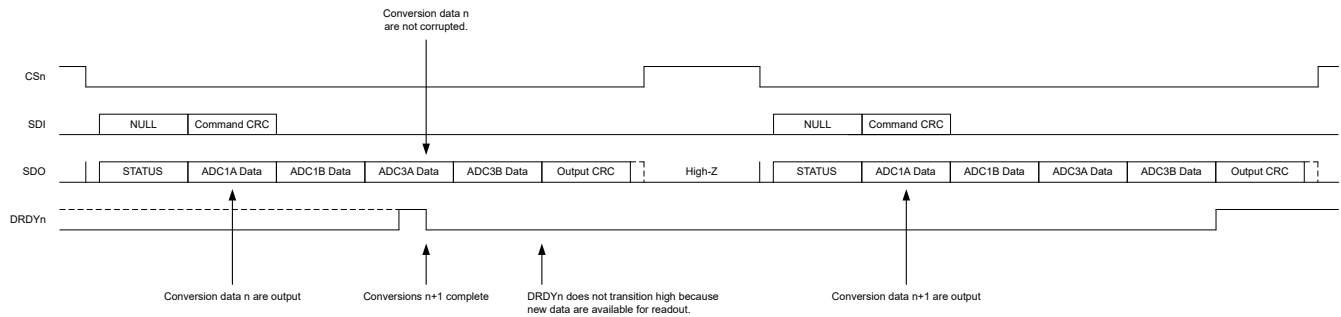 Conversion data n
are not corrupted.
CSn
SDI
NULL
Command CRC
NULL
Command CRC
SDO
STATUS
ADC1A Data
ADC1B Data
ADC3A Data
ADC3B Data
Output CRC
High-Z
STATUS
ADC1A Data
ADC1B Data
ADC3A Data
ADC3B Data
Output CRC
DRDYn
Conversion data n are output
Conversions n+1 complete
DRDYn does not transition high because
new data are available for readout.
Conversion data n+1 are output